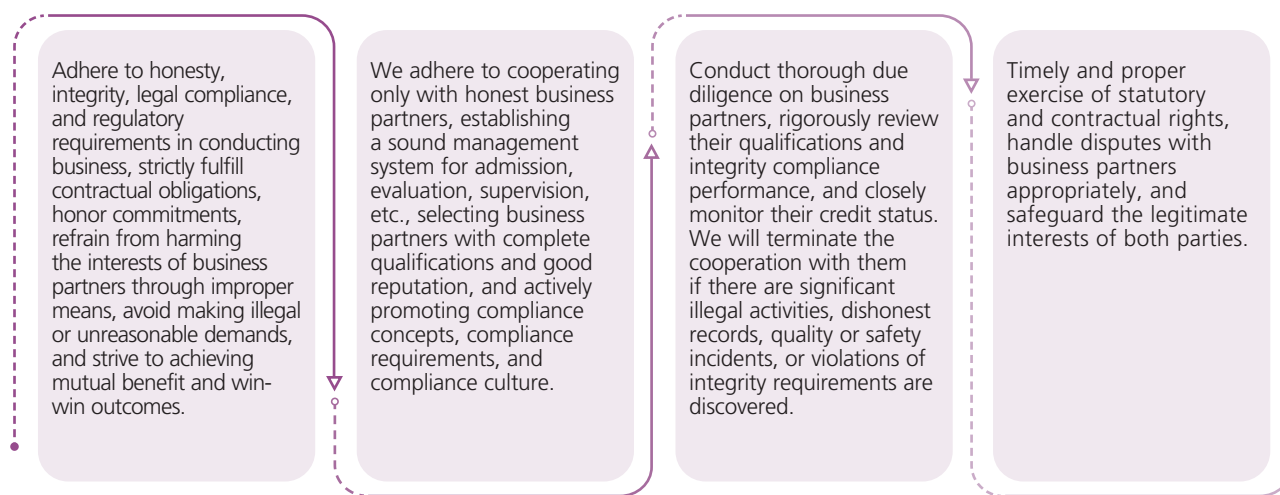 Adhere to honesty,
integrity, legal compliance,
and regulatory
requirements in conducting
business, strictly fulfill
contractual obligations,
honor commitments,
refrain from harming
the interests of business
partners through improper
means, avoid making illegal
or unreasonable demands,
and strive to achieving
mutual benefit and win-
win outcomes.
We adhere to cooperating
only with honest business
partners, establishing
a sound management
system for admission,
evaluation, supervision,
etc., selecting business
partners with complete
qualifications and good
reputation, and actively
promoting compliance
concepts, compliance
requirements, and
compliance culture.
Conduct thorough due
diligence on business
partners, rigorously review
their qualifications and
integrity compliance
performance, and closely
monitor their credit status.
We will terminate the
cooperation with them
if there are significant
illegal activities, dishonest
records, quality or safety
incidents, or violations of
integrity requirements are
discovered.
Timely and proper
exercise of statutory
and contractual rights,
handle disputes with
business partners
appropriately, and
safeguard the legitimate
interests of both parties.